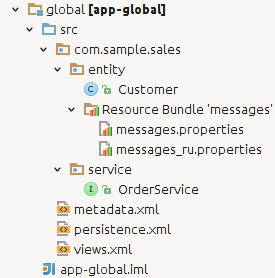 global [app-global]
src
com.sample.sales
entity
C Customer
Resource Bundle 'messages'
messages.properties
messages_ru.properties
service
I OrderService
metadata.xml
persistence.xml
views.xml
app-global.iml